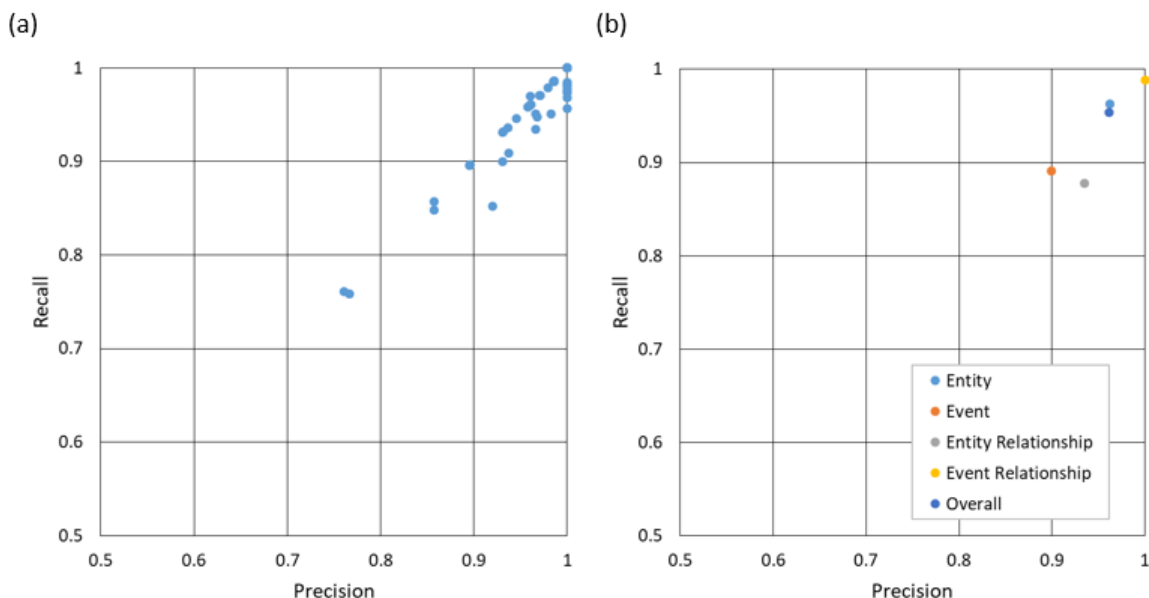 (a)
1
0.9
0.8
0.7
0.6
0.5
Recall
0.5 0.6 0.7 0.8 0.9 1
Precision
(b)
1
0.9
0.8
0.7
0.6
0.5
Recall
Entity
Event
Entity Relationship
Event Relationship
Overall
0.5 0.6 0.7 0.8 0.9 1
Precision